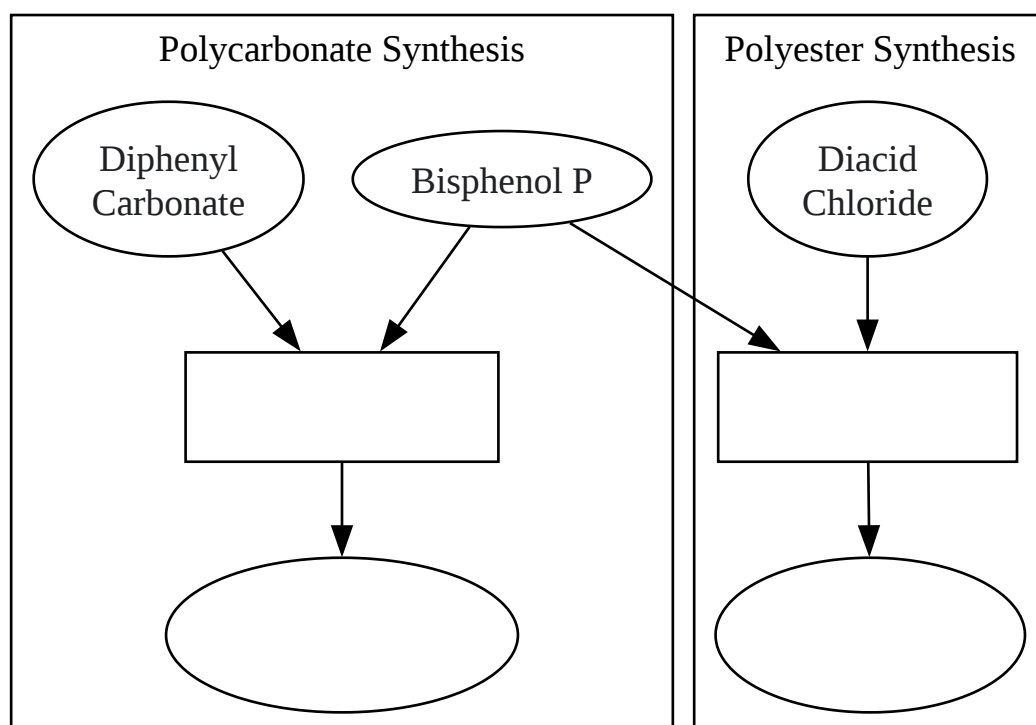 Polycarbonate Synthesis
Diphenyl
Carbonate
Bisphenol P
Polyester Synthesis
Diacid
Chloride